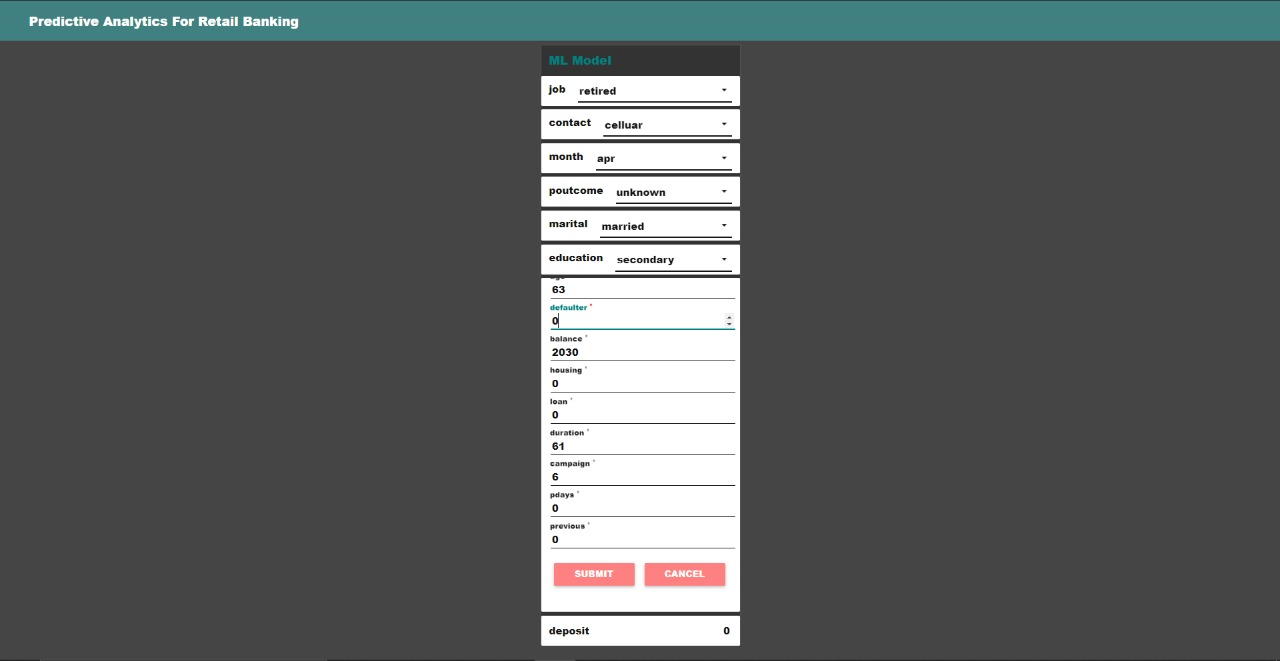 Predictive Analytics For Retail Banking
ML Model
job retired
contact celluar
month apr
poutcome unknown
marital married
education secondary
63
defaulter *
0
balance *
2030
housing *
0
loan *
0
duration *
61
campaign *
6
pdays *
0
previous *
0
SUBMIT CANCEL
deposit 0